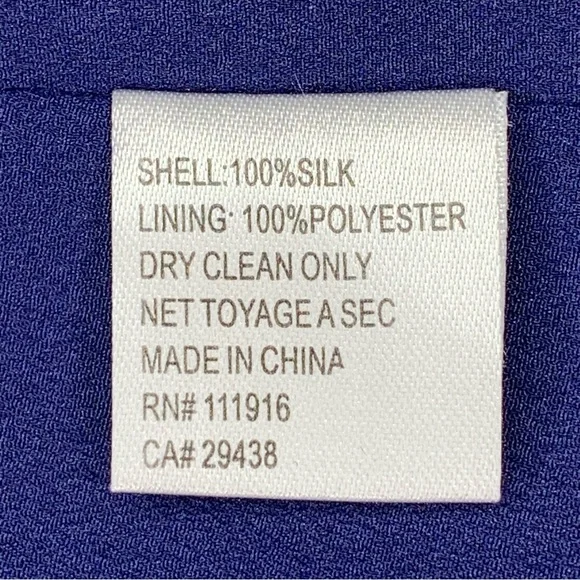 SHELL:100%SILK
LINING: 100%POLYESTER
DRY CLEAN ONLY
NET TOYAGE A SEC
MADE IN CHINA
RN# 111916
CA# 29438